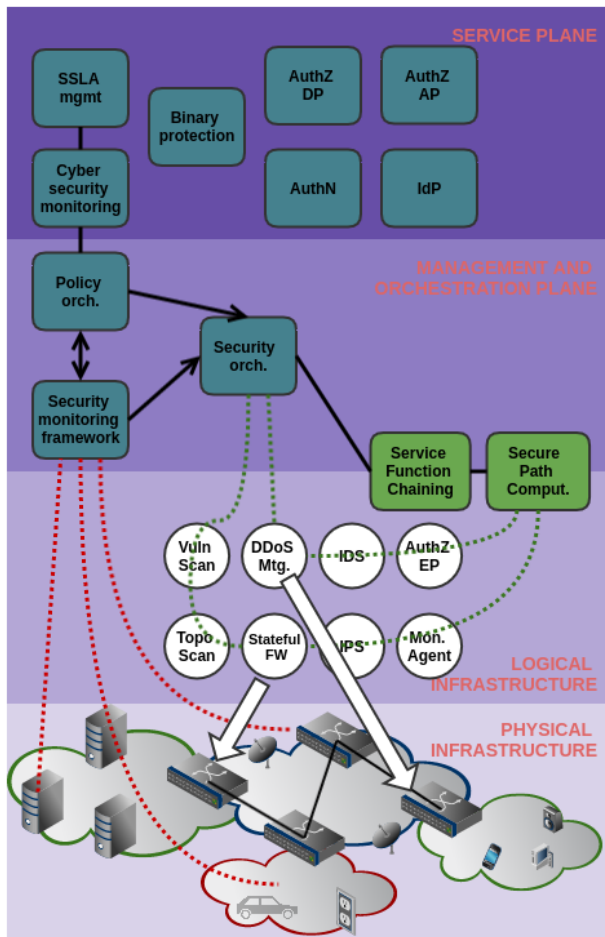 SERVICE PLANE
SSLA
mgmt
Binary
protection
AuthZ
DP
AuthZ
AP
Cyber
security
monitoring
AuthN
IdP
MANAGEMENT AND
ORCHESTRATION PLANE
Policy
orch.
Security
orch.
Security
monitoring
framework
Service
Function
Chaining
Secure
Path
Comput.
Vuln
Scan
DDoS
Mtg.
IDS
AuthZ
EP
Topo
Scan
Stateful
FW
IPS
Mon.
Agent
LOGICAL
INFRASTRUCTURE
PHYSICAL
INFRASTRUCTURE